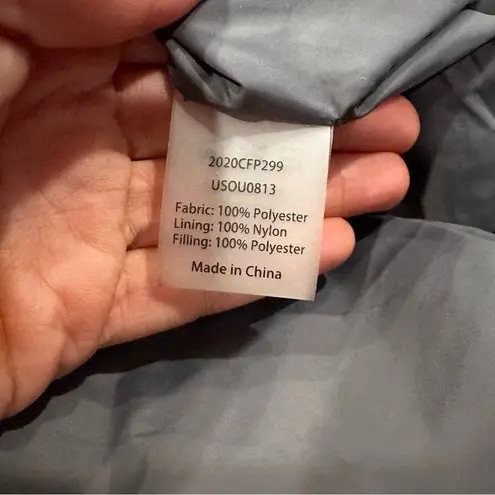 2020CFP299
USOU0813
Fabric: 100% Polyester
Lining: 100% Nylon
Filling: 100% Polyester
Made in China